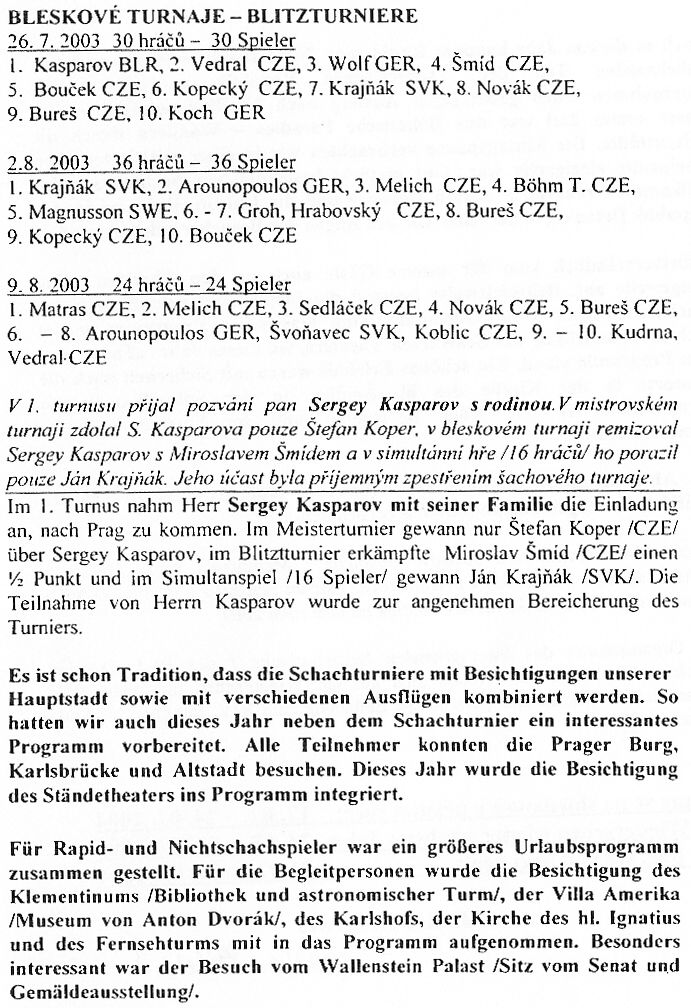 BLESKOVÉ TURNAJE – BLITZTURNIERE
26. 7. 2003 30 hráčů – 30 Spieler
1. Kasparov BLR, 2. Vedral CZE, 3. Wolf GER, 4. Šmíd CZE,
5. Bouček CZE, 6. Kopecký CZE, 7. Krajňák SVK, 8. Novák CZE,
9. Bureš CZE, 10. Koch GER
2.8. 2003 36 hráčů – 36 Spieler
1. Krajňák SVK, 2. Arounopoulos GER, 3. Melich CZE, 4. Böhm T. CZE,
5. Magnusson SWE, 6. - 7. Groh, Hrabovský CZE, 8. Bureš CZE,
9. Kopecký CZE, 10. Bouček CZE
9. 8. 2003 24 hráčů – 24 Spieler
1. Matras CZE, 2. Melich CZE, 3. Sedláček CZE, 4. Novák CZE, 5. Bureš CZE,
6. – 8. Arounopoulos GER, Švoňavec SVK, Koblic CZE, 9. – 10. Kudrna,
Vedral CZE
V 1. turnusu přijal pozvání pan Sergey Kasparov s rodinou. V mistrovském
turnaji zdolal S. Kasparova pouze Štefan Koper, v bleskovém turnaji remizoval
Sergey Kasparov s Miroslavem Šmídem a v simultánní hře /16 hráčů/ ho porazil
pouze Ján Krajňák. Jeho účast byla příjemným zpestřením šachového turnaje.
Im 1. Turnus nahm Herr Sergey Kasparov mit seiner Familie die Einladung
an, nach Prag zu kommen. Im Meisterturnier gewann nur Štefan Koper /CZE/
über Sergey Kasparov, im Blitztturnier erkämpfte Miroslav Šmíd /CZE/ einen
½ Punkt und im Simultanspiel /16 Spieler/ gewann Ján Krajňák /SVK/. Die
Teilnahme von Herrn Kasparov wurde zur angenehmen Bereicherung des
Turniers.
Es ist schon Tradition, dass die Schachturniere mit Besichtigungen unserer
Hauptstadt sowie mit verschiedenen Ausflügen kombiniert werden. So
hatten wir auch dieses Jahr neben dem Schachturnier ein interessantes
Programm vorbereitet. Alle Teilnehmer konnten die Prager Burg,
Karlsbrücke und Altstadt besuchen. Dieses Jahr wurde die Besichtigung
des Ständetheaters ins Programm integriert.
Für Rapid- und Nichtschachspieler war ein größeres Urlaubsprogramm
zusammen gestellt. Für die Begleitpersonen wurde die Besichtigung des
Klementinums /Bibliothek und astronomischer Turm/, der Villa Amerika
/Museum von Anton Dvorák/, des Karlshofs, der Kirche des hl. Ignatius
und des Fernsehturms mit in das Programm aufgenommen. Besonders
interessant war der Besuch vom Wallenstein Palast /Sitz vom Senat und
Gemäldeausstellung/.